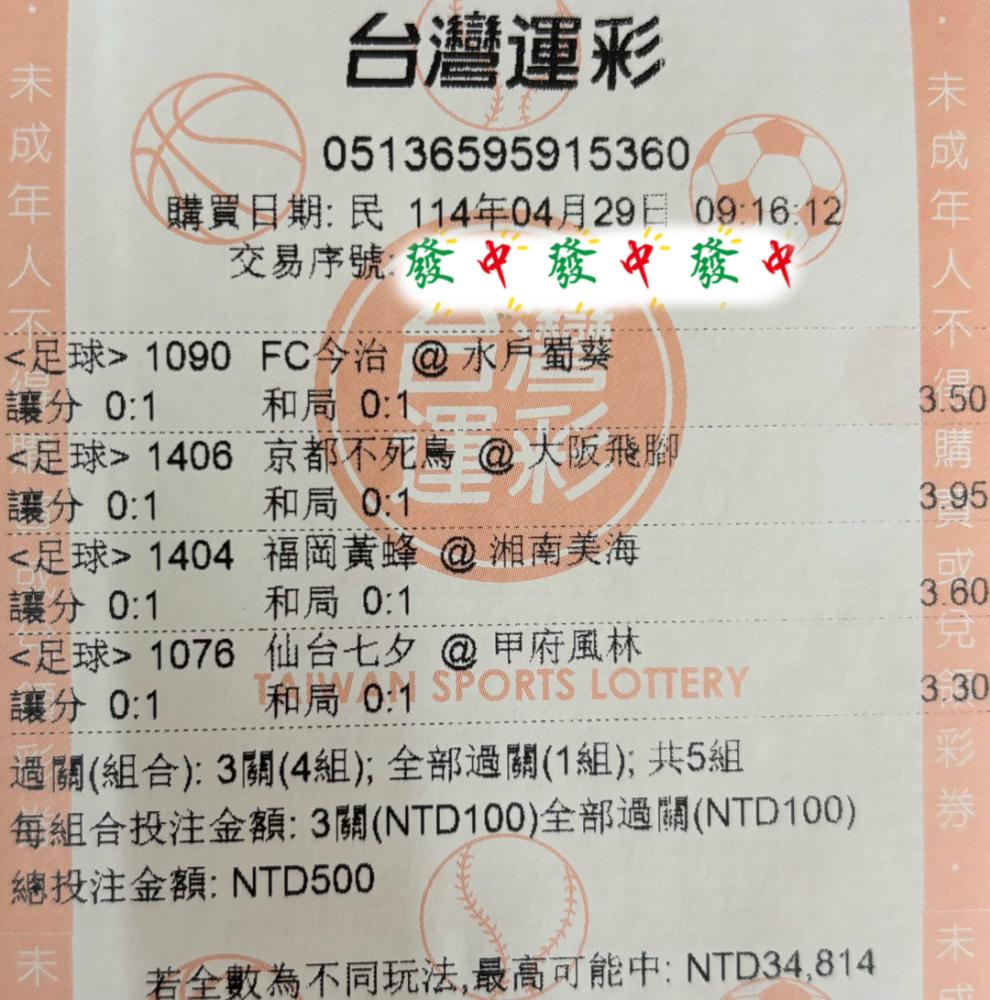 台灣運彩
05136595915360
購買日期: 民 114年04月29日 09:16:12
交易序號: 發 中 發 中 發 中
<足球> 1090 FC今治 @ 水戶蜀葵
讓分 0:1 和局 0:1 3.50
<足球> 1406 京都不死鳥 @ 大阪飛腳
讓分 0:1 和局 0:1 3.95
<足球> 1404 福岡黃蜂 @ 湘南美海
讓分 0:1 和局 0:1 3.60
<足球> 1076 仙台七夕 @ 甲府風林
讓分 0:1 和局 0:1 3.30
過關(組合): 3關(4組); 全部過關(1組); 共5組
每組合投注金額: 3關(NTD100)全部過關(NTD100)
總投注金額: NTD500
若全數為不同玩法,最高可能中: NTD34,814
台灣運彩
TAIWAN SPORTS LOTTERY
未成年人不得購買或兌領彩券·未成